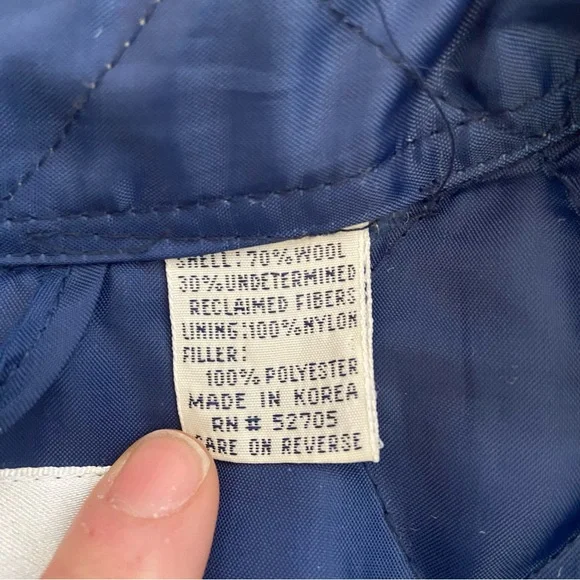 SHELL: 70% WOOL
30% UNDETERMINED
RECLAIMED FIBERS
LINING: 100% NYLON
FILLER:
100% POLYESTER
MADE IN KOREA
RN # 52705
CARE ON REVERSE